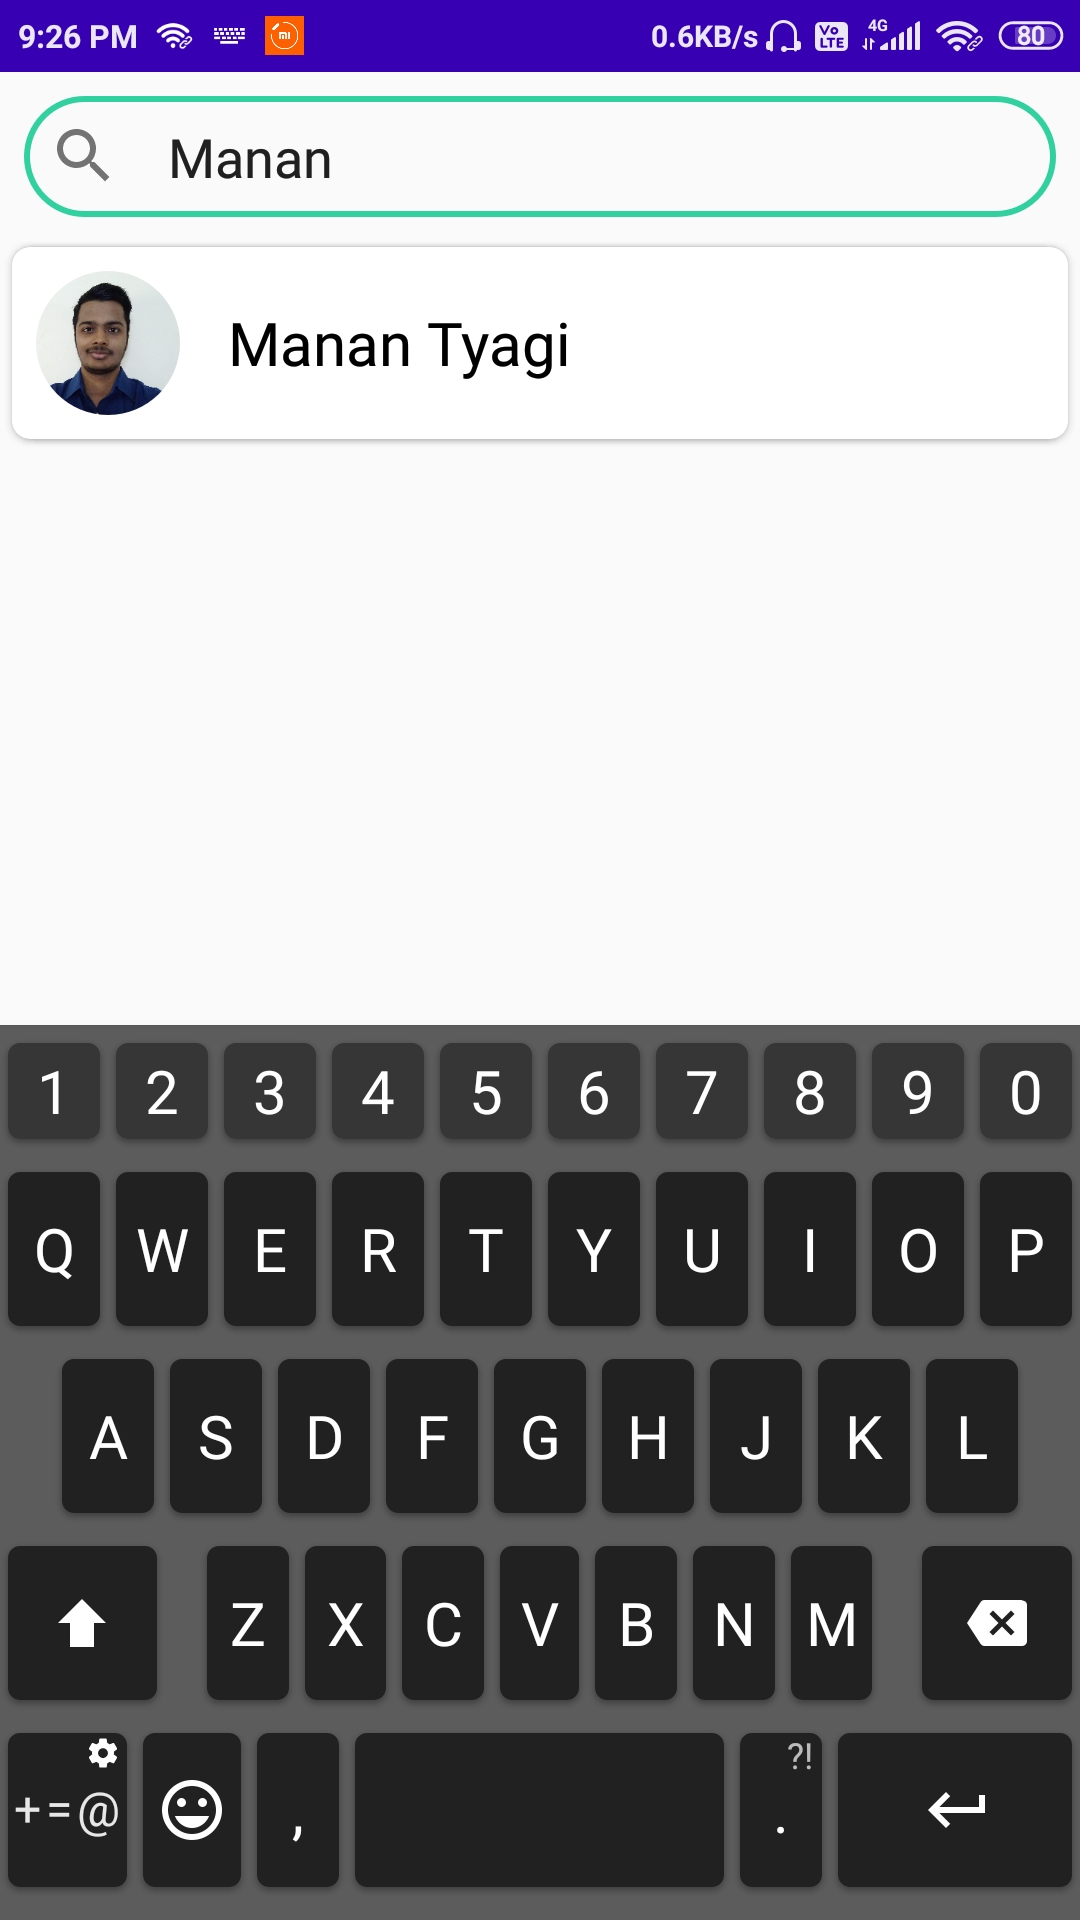 9:26 PM 0.6KB/s Vo LTE 4G 80
Manan
Manan Tyagi
1 2 3 4 5 6 7 8 9 0
Q W E R T Y U I O P
A S D F G H J K L
Z X C V B N M
+=@ , . ?!